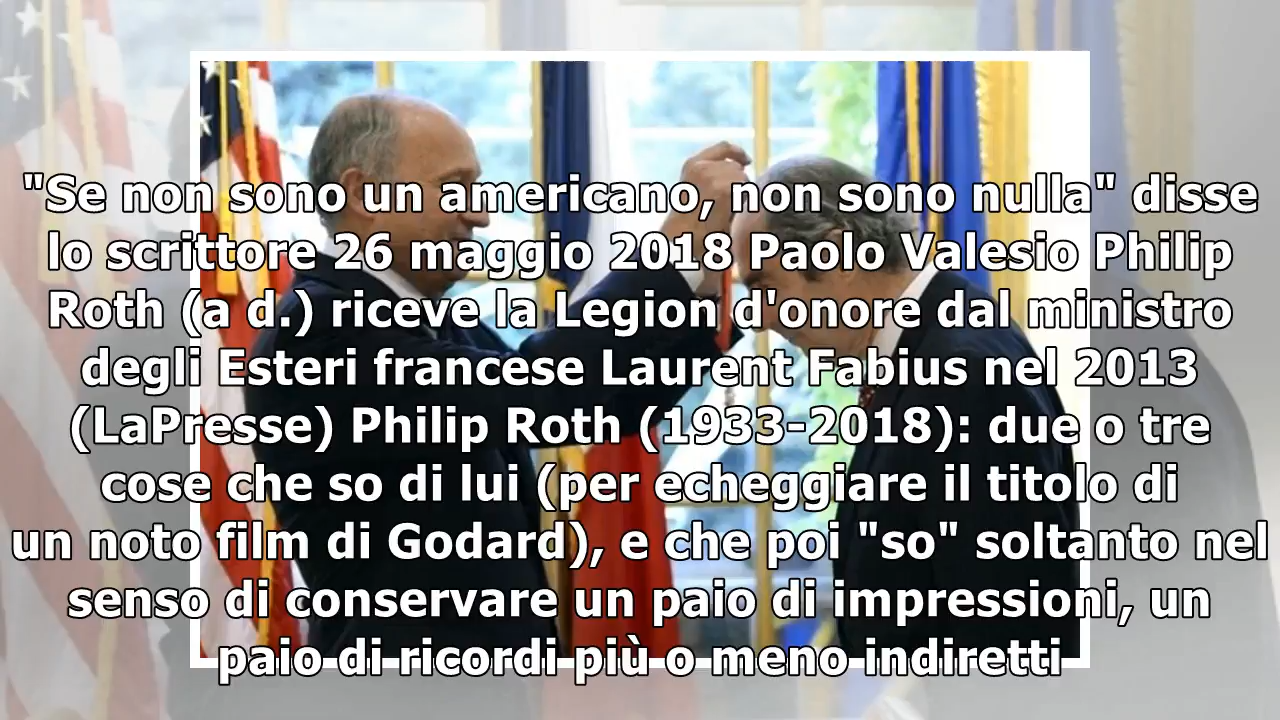 "Se non sono un americano, non sono nulla" disse
lo scrittore 26 maggio 2018 Paolo Valesio Philip
Roth (a d.) riceve la Legion d'onore dal ministro
degli Esteri francese Laurent Fabius nel 2013
(LaPresse) Philip Roth (1933-2018): due o tre
cose che so di lui (per echeggiare il titolo di
un noto film di Godard), e che poi "so" soltanto nel
senso di conservare un paio di impressioni, un
paio di ricordi più o meno indiretti